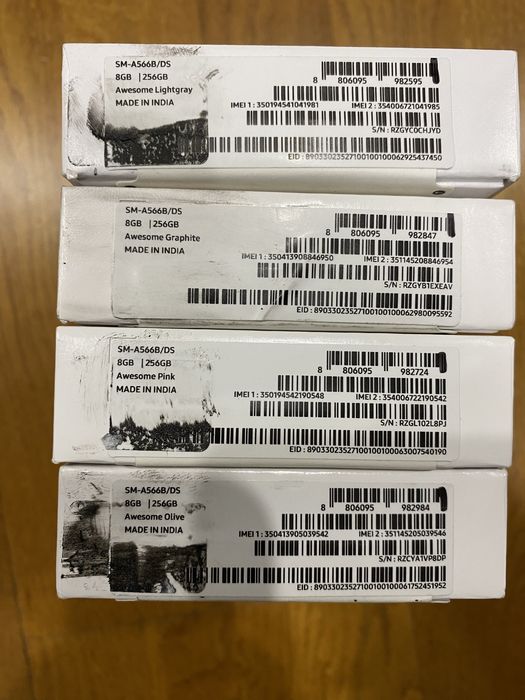 SM-A566B/DS
8GB | 256GB
Awesome Lightgray
MADE IN INDIA
8 806095 982595
IMEI 1 : 350194541041981 IMEI 2 : 354006721041985
S/N : RZGYC0CHJYD
EID : 89033023527100100100062925437450
SM-A566B/DS
8GB | 256GB
Awesome Graphite
MADE IN INDIA
8 806095 982847
IMEI 1 : 350413908846950 IMEI 2 : 351145208846954
S/N : RZGYB1EXEAV
EID : 89033023527100100100062980095592
SM-A566B/DS
8GB | 256GB
Awesome Pink
MADE IN INDIA
8 806095 982724
IMEI 1 : 350194542190548 IMEI 2 : 354006722190542
S/N : RZGL102L8PJ
EID : 89033023527100100100063007540190
SM-A566B/DS
8GB | 256GB
Awesome Olive
MADE IN INDIA
8 806095 982984
IMEI 1 : 350413905039542 IMEI 2 : 351145205039546
S/N : RZCYA1VP8DP
EID : 89033023527100100100061752451952